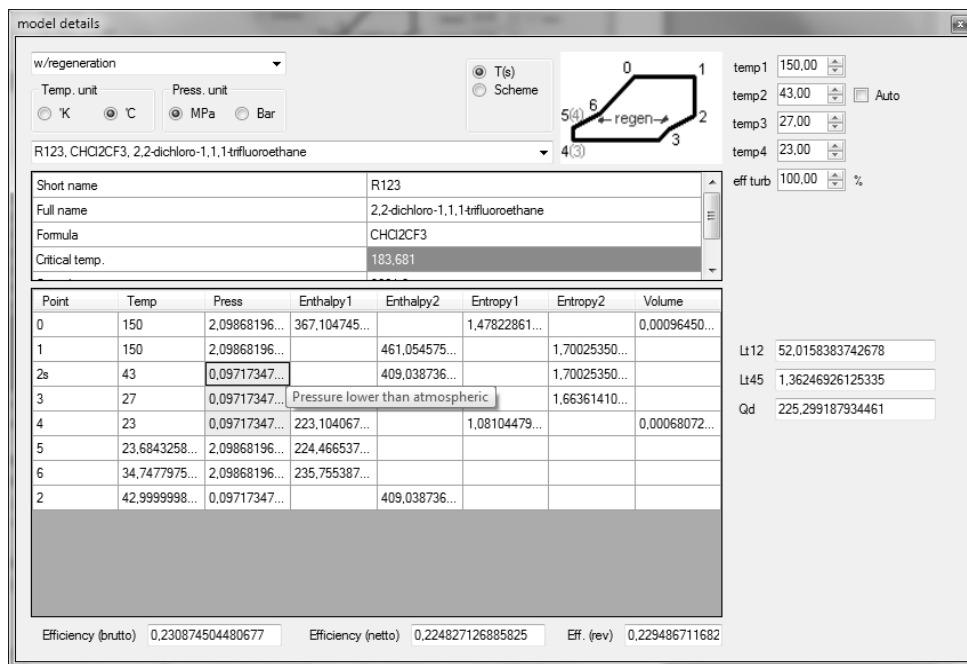 model details
w/regeneration
Temp. unit
Press. unit
'K
'C
MPa
Bar
T(s)
Scheme
0
1
2
3
4(3)
5(4)
6
regen
temp1 150,00
temp2 43,00 Auto
temp3 27,00
temp4 23,00
eff turb 100,00 %
R123, CHCl2CF3, 2,2-dichloro-1,1,1-trifluoroethane
Short name R123
Full name 2,2-dichloro-1,1,1-trifluoroethane
Formula CHCl2CF3
Critical temp. 183,681
Point Temp Press Enthalpy1 Enthalpy2 Entropy1 Entropy2 Volume
0 150 2,09868196... 367,104745... 1,47822861... 0,00096450...
1 150 2,09868196... 461,054575... 1,70025350...
2s 43 0,09717347... 409,038736... 1,70025350...
3 27 0,09717347... Pressure lower than atmospheric 1,66361410...
4 23 0,09717347... 223,104067... 1,08104479... 0,00068072...
5 23,6843258... 2,09868196... 224,466537...
6 34,7477975... 2,09868196... 235,755387...
2 42,9999998... 0,09717347... 409,038736...
Lt12 52,0158383742678
Lt45 1,36246926125335
Qd 225,299187934461
Efficiency (brutto) 0,230874504480677 Efficiency (netto) 0,224827126885825 Eff. (rev) 0,229486711682